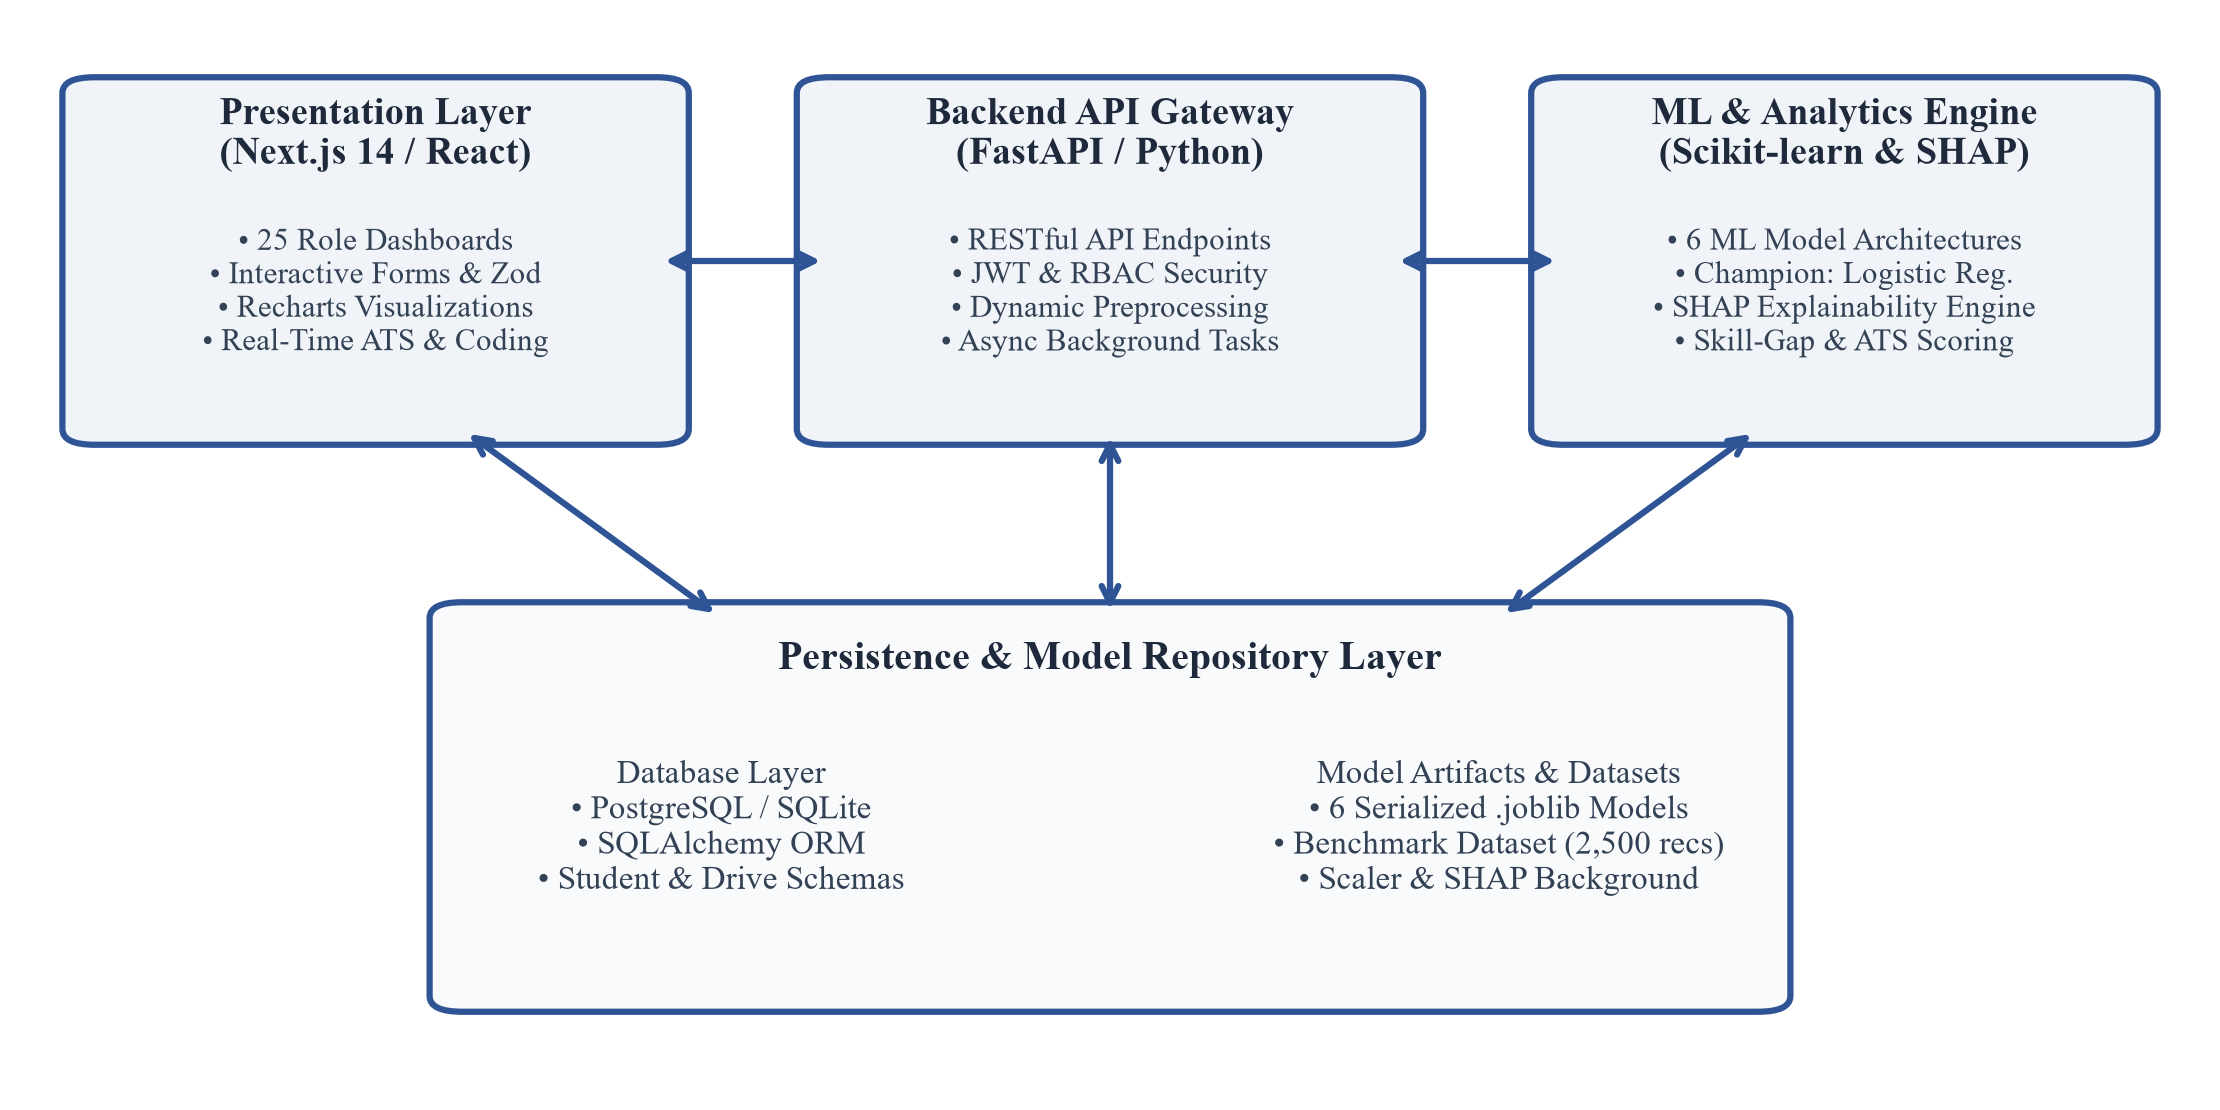 Presentation Layer
(Next.js 14 / React)
• 25 Role Dashboards
• Interactive Forms & Zod
• Recharts Visualizations
• Real-Time ATS & Coding
Backend API Gateway
(FastAPI / Python)
• RESTful API Endpoints
• JWT & RBAC Security
• Dynamic Preprocessing
• Async Background Tasks
ML & Analytics Engine
(Scikit-learn & SHAP)
• 6 ML Model Architectures
• Champion: Logistic Reg.
• SHAP Explainability Engine
• Skill-Gap & ATS Scoring
Persistence & Model Repository Layer
Database Layer
• PostgreSQL / SQLite
• SQLAlchemy ORM
• Student & Drive Schemas
Model Artifacts & Datasets
• 6 Serialized .joblib Models
• Benchmark Dataset (2,500 recs)
• Scaler & SHAP Background